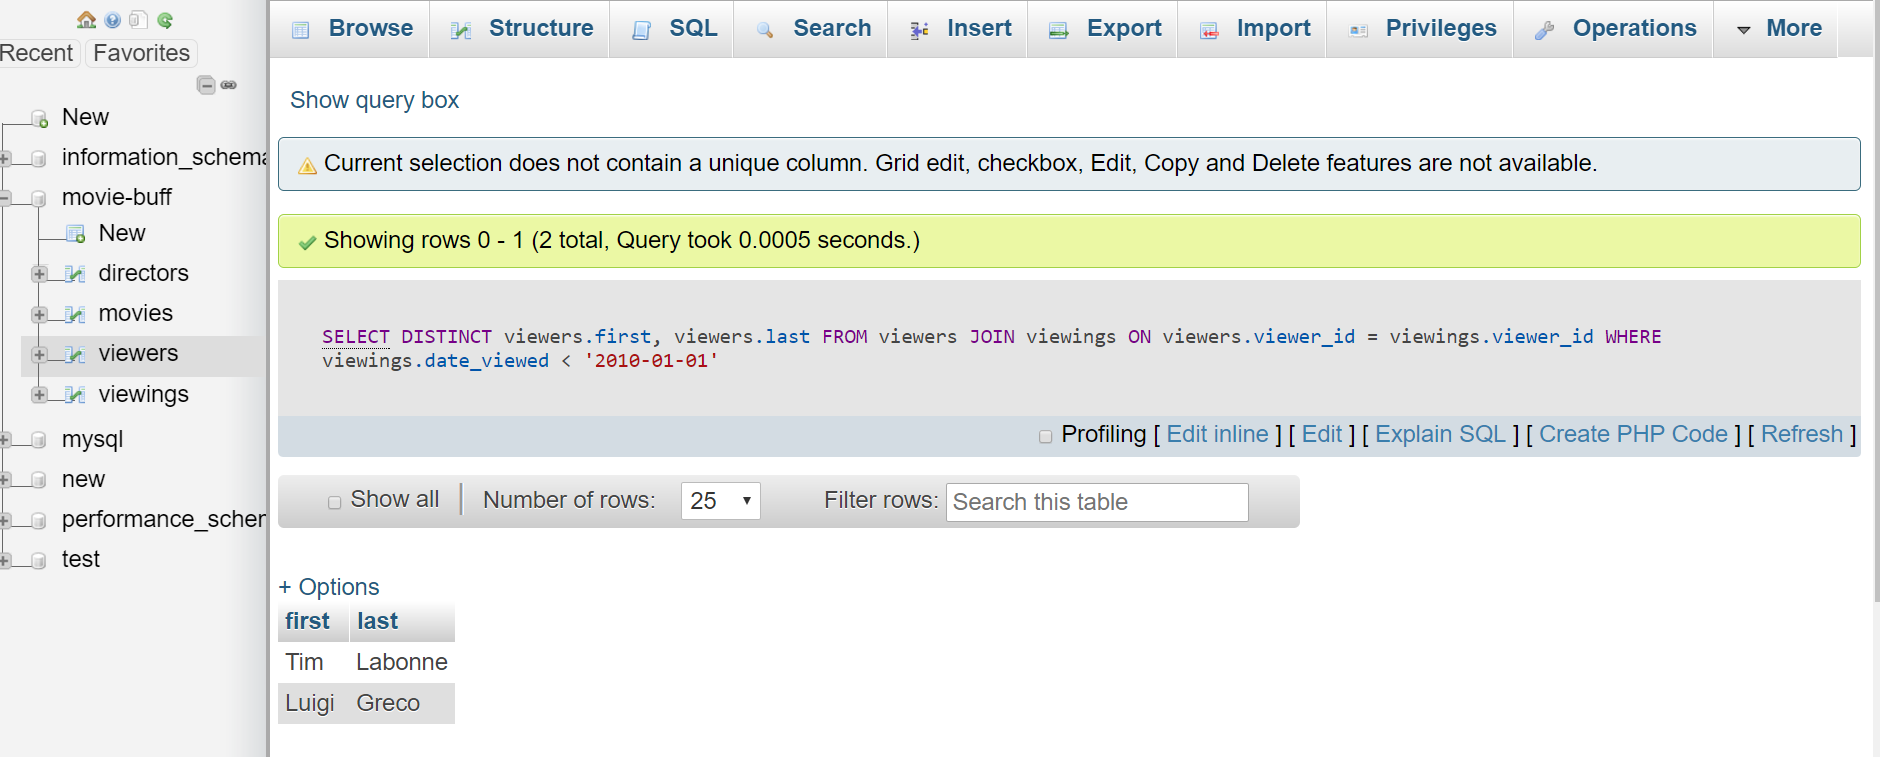 Recent Favorites
New
information_schema
movie-buff
New
directors
movies
viewers
viewings
mysql
new
performance_schem
test
Browse Structure SQL Search Insert Export Import Privileges Operations More
Show query box
Current selection does not contain a unique column. Grid edit, checkbox, Edit, Copy and Delete features are not available.
Showing rows 0 - 1 (2 total, Query took 0.0005 seconds.)
SELECT DISTINCT viewers.first, viewers.last FROM viewers JOIN viewings ON viewers.viewer_id = viewings.viewer_id WHERE
viewings.date_viewed < '2010-01-01'
Profiling [ Edit inline ] [ Edit ] [ Explain SQL ] [ Create PHP Code ] [ Refresh ]
Show all Number of rows: 25 Filter rows: Search this table
+ Options
first last
Tim Labonne
Luigi Greco